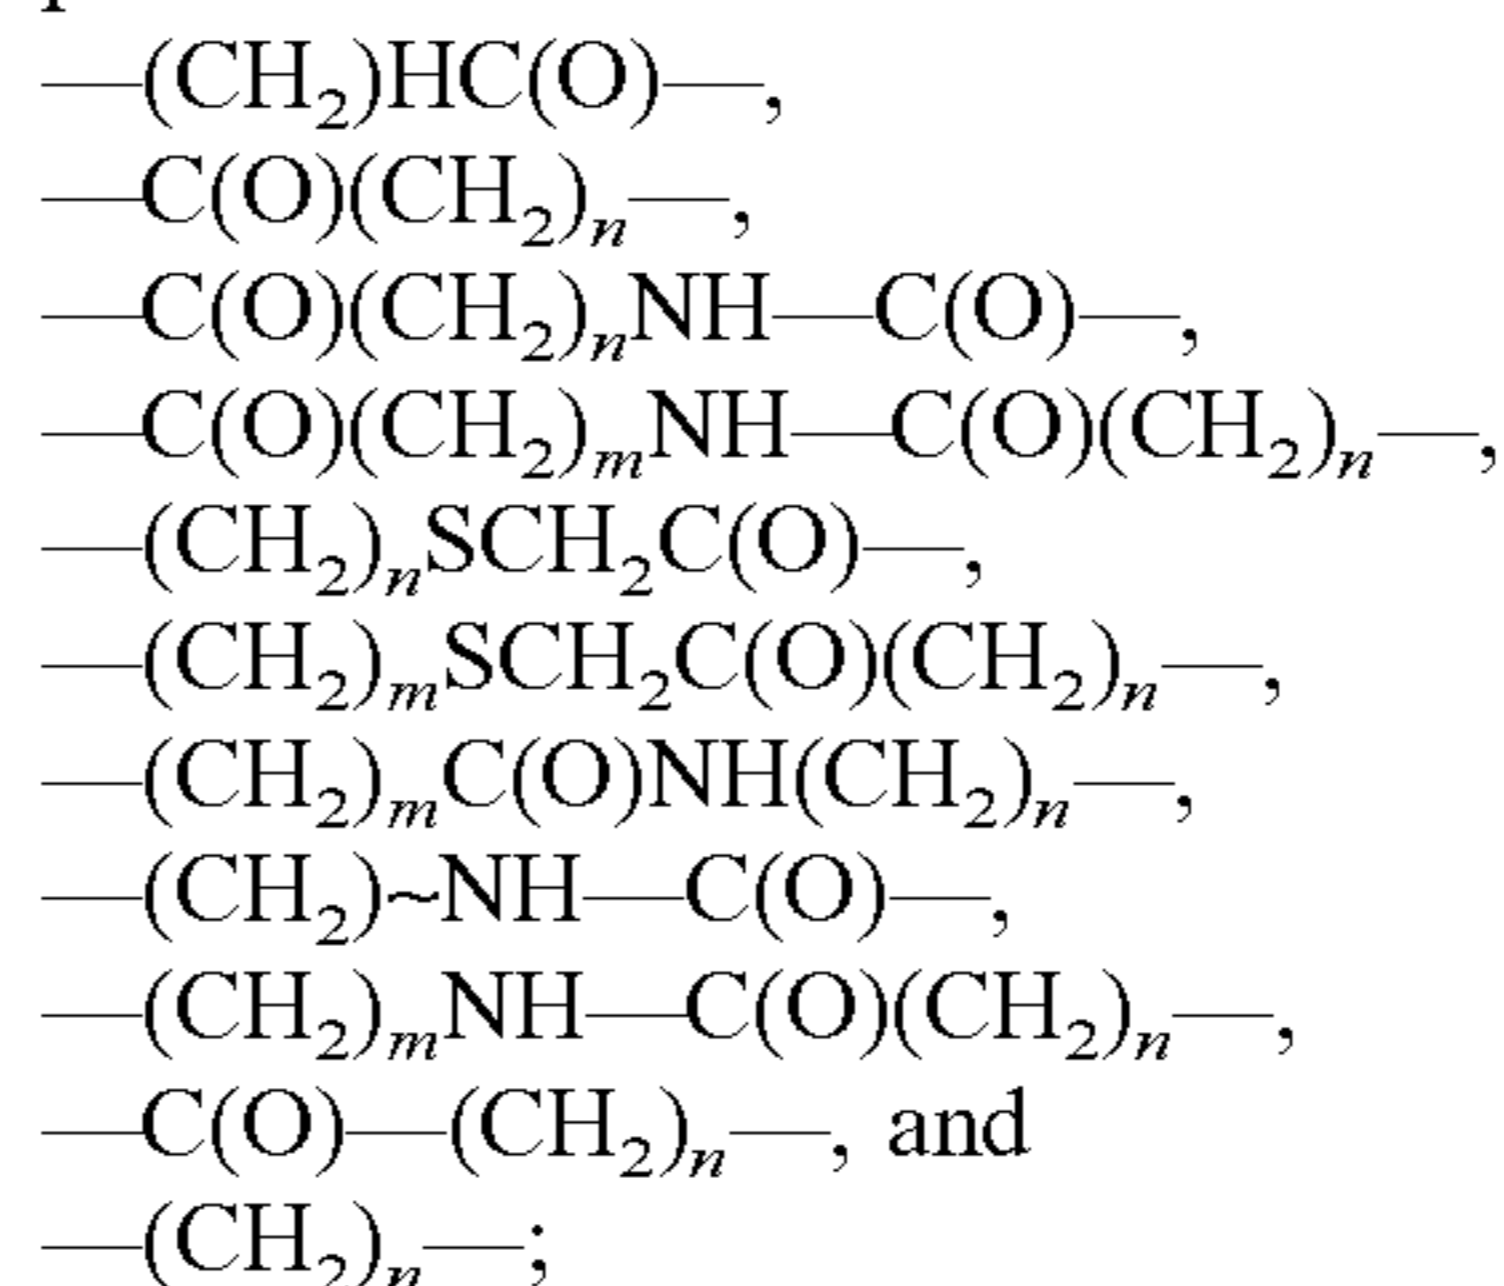 —(CH₂)HC(O)—,
—C(O)(CH₂)ₙ—,
—C(O)(CH₂)ₙNH—C(O)—,
—C(O)(CH₂)ₘNH—C(O)(CH₂)ₙ—,
—(CH₂)ₙSCH₂C(O)—,
—(CH₂)ₘSCH₂C(O)(CH₂)ₙ—,
—(CH₂)ₘC(O)NH(CH₂)ₙ—,
—(CH₂)~NH—C(O)—,
—(CH₂)ₘNH—C(O)(CH₂)ₙ—,
—C(O)—(CH₂)ₙ—, and
—(CH₂)ₙ—;